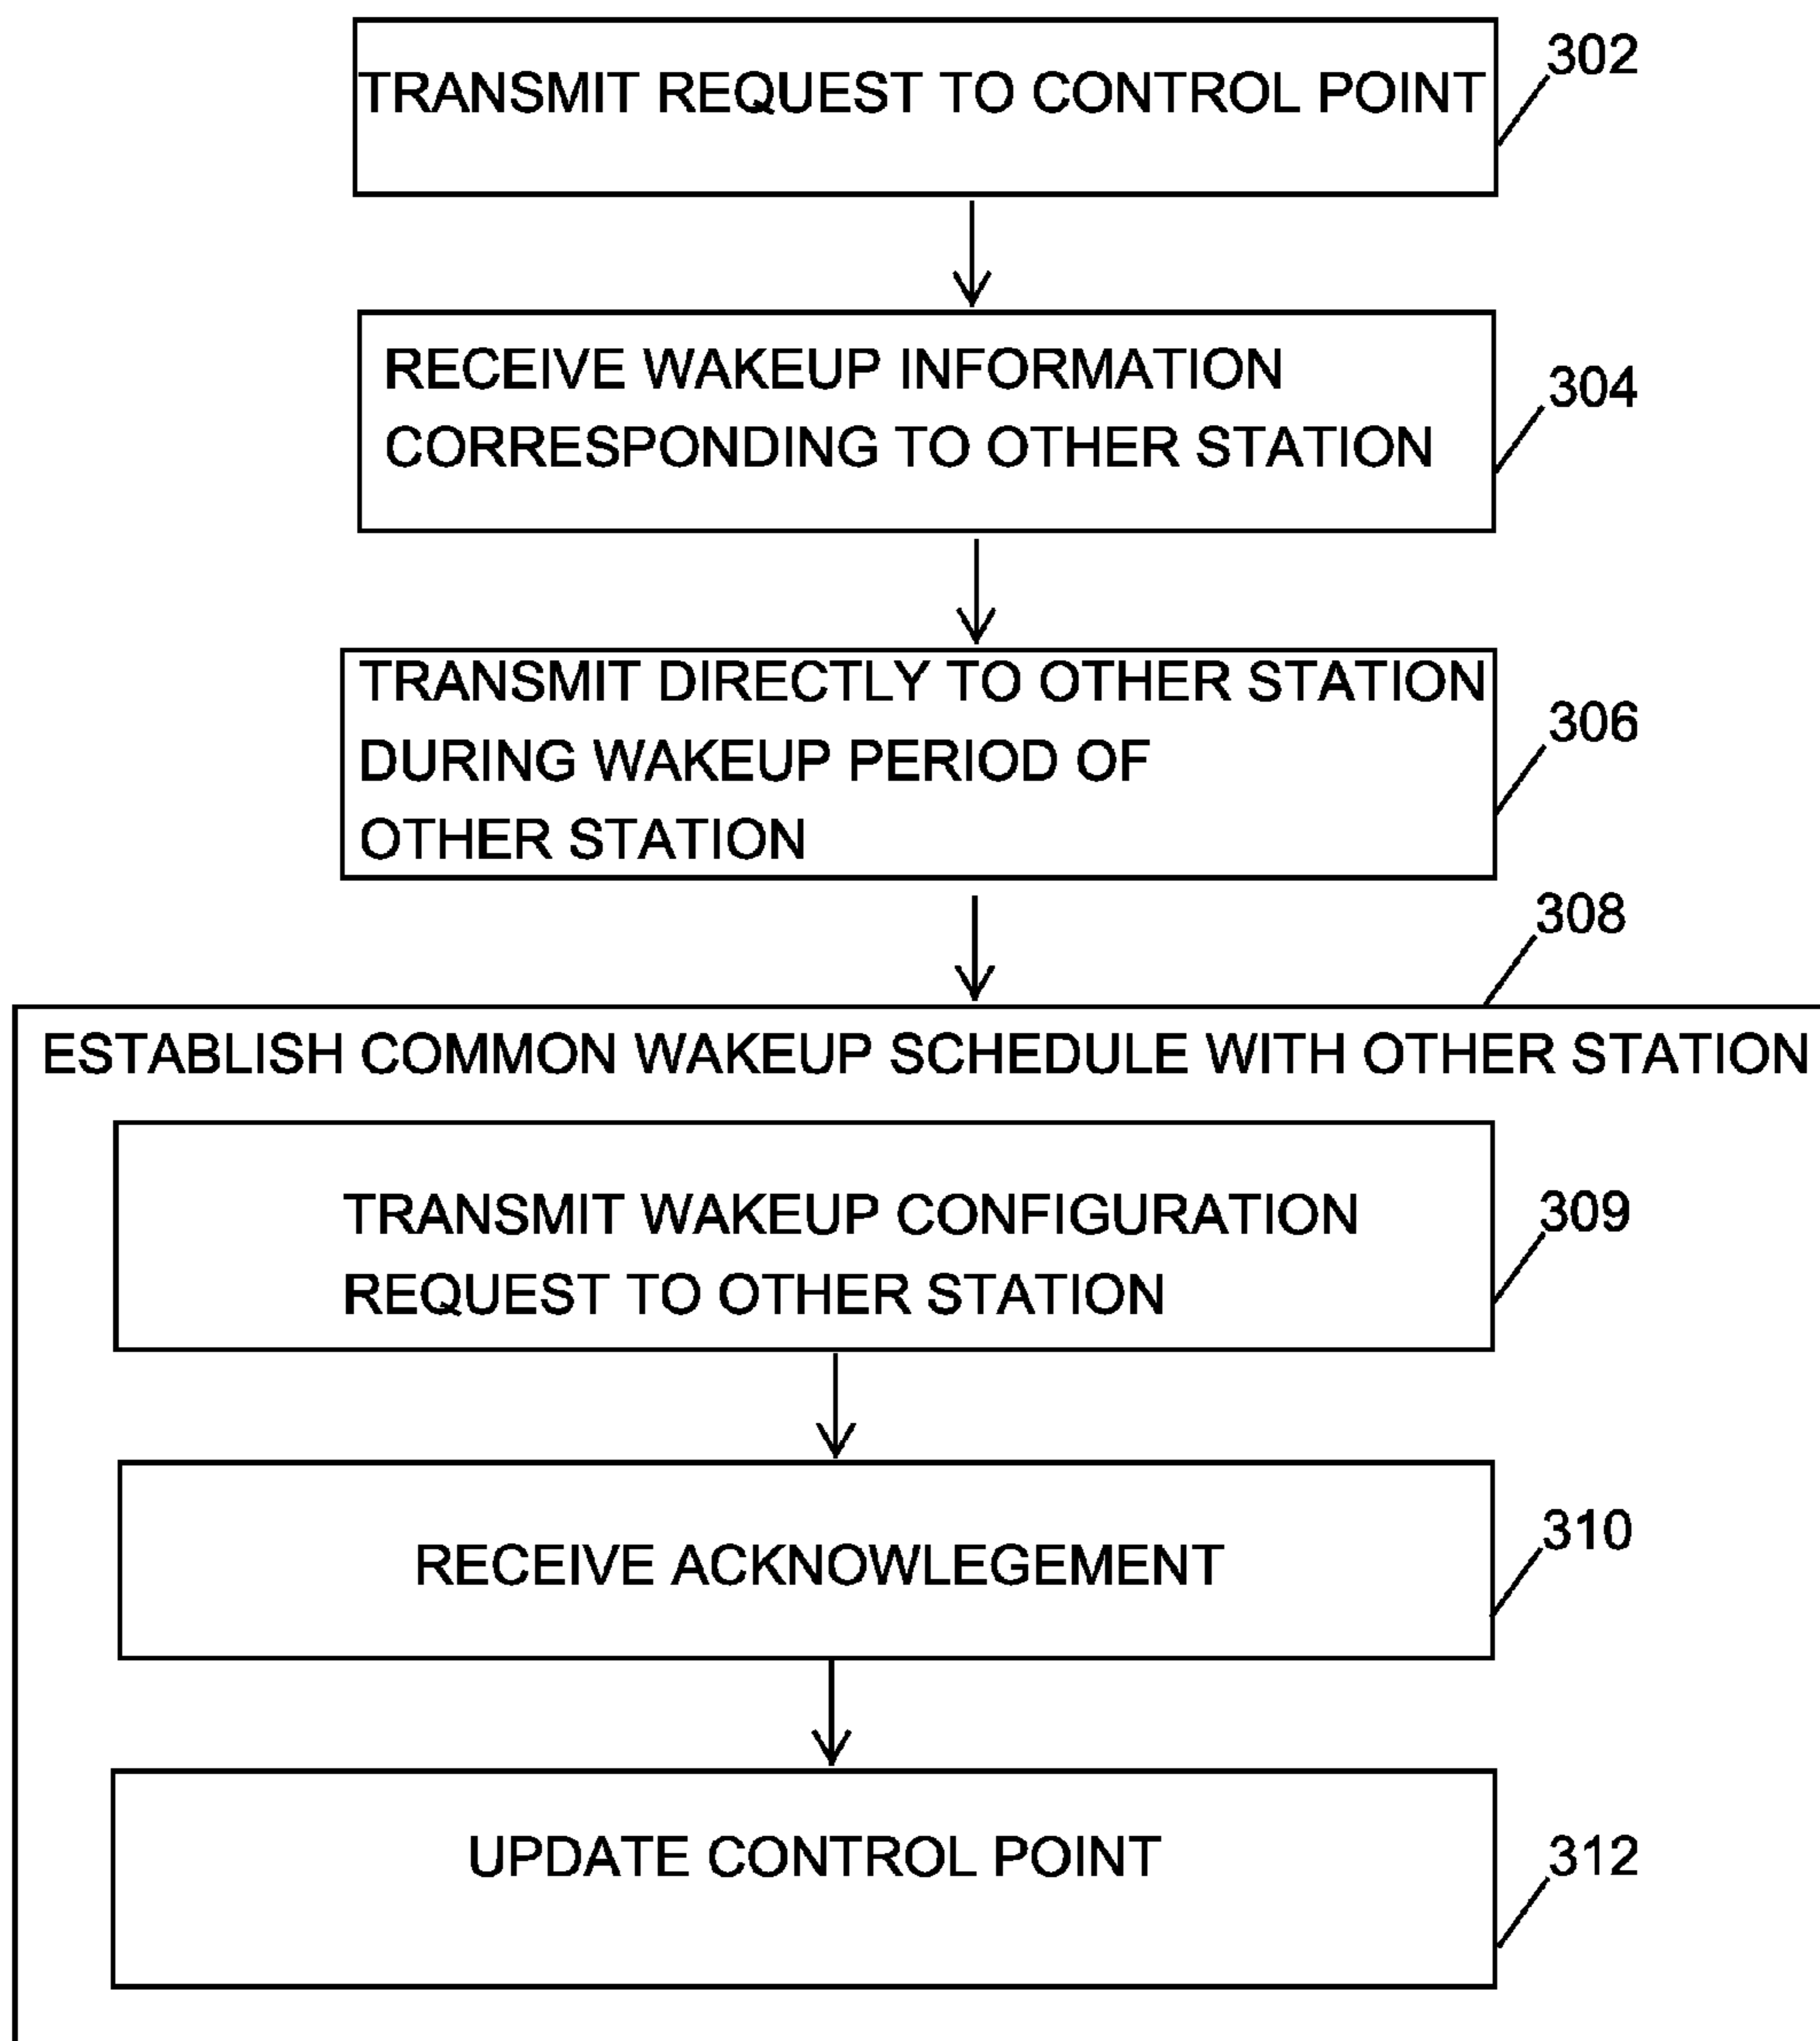 TRANSMIT REQUEST TO CONTROL POINT
302
RECEIVE WAKEUP INFORMATION
CORRESPONDING TO OTHER STATION
304
TRANSMIT DIRECTLY TO OTHER STATION
DURING WAKEUP PERIOD OF
OTHER STATION
306
308
ESTABLISH COMMON WAKEUP SCHEDULE WITH OTHER STATION
TRANSMIT WAKEUP CONFIGURATION
REQUEST TO OTHER STATION
309
RECEIVE ACKNOWLEGEMENT
310
UPDATE CONTROL POINT
312